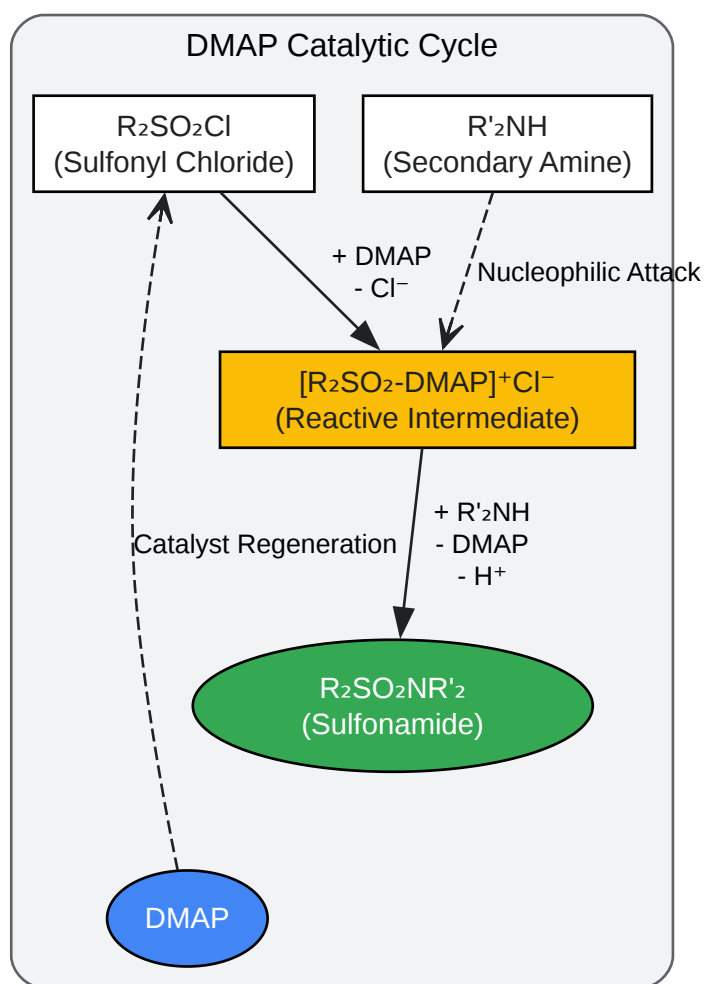 DMAP Catalytic Cycle
R₂SO₂Cl
(Sulfonyl Chloride)
R'₂NH
(Secondary Amine)
+ DMAP
- Cl⁻
Nucleophilic Attack
[R₂SO₂-DMAP]⁺Cl⁻
(Reactive Intermediate)
Catalyst Regeneration
+ R'₂NH
- DMAP
- H⁺
R₂SO₂NR'₂
(Sulfonamide)
DMAP